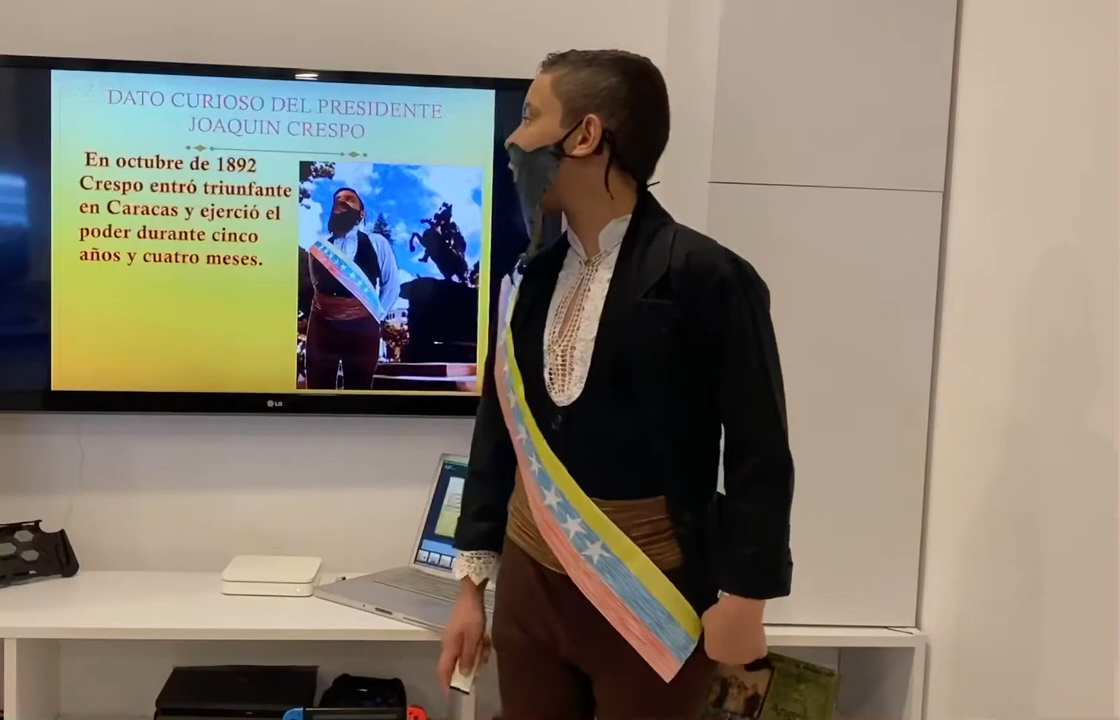 DATO CURIOSO DEL PRESIDENTE
JOAQUIN CRESPO
En octubre de 1892
Crespo entró triunfante
en Caracas y ejerció el
poder durante cinco
años y cuatro meses.
LG